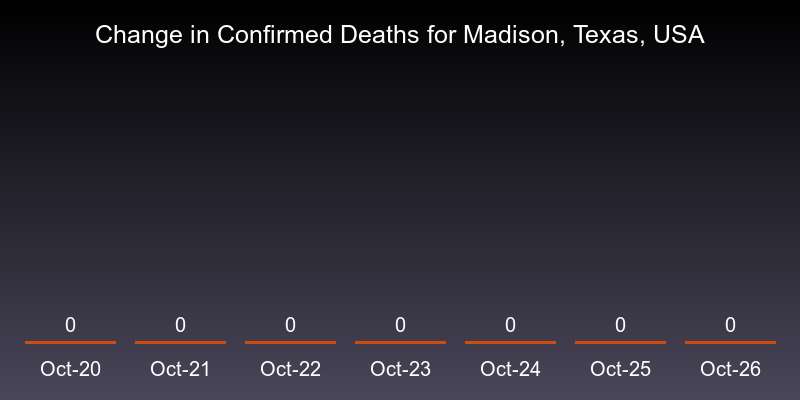 Change in Confirmed Deaths for Madison, Texas, USA
0 0 0 0 0 0 0
Oct-20 Oct-21 Oct-22 Oct-23 Oct-24 Oct-25 Oct-26